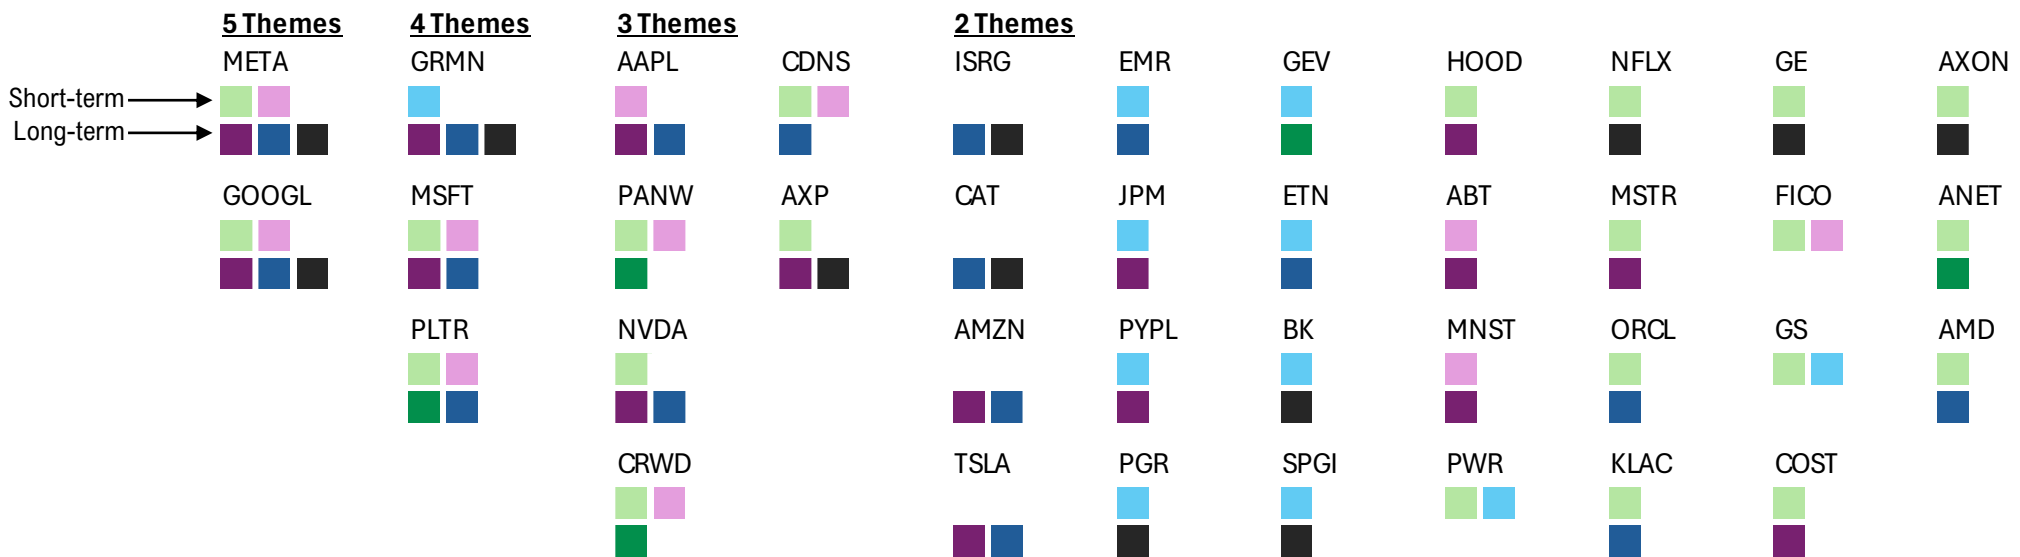 5 Themes 4 Themes 3 Themes 2 Themes
META GRMN AAPL CDNS ISRG EMR GEV HOOD NFLX GE AXON
Short-term
Long-term
GOOGL MSFT PANW AXP CAT JPM ETN ABT MSTR FICO ANET
PLTR NVDA AMZN PYPL BK MNST ORCL GS AMD
CRWD TSLA PGR SPGI PWR KLAC COST